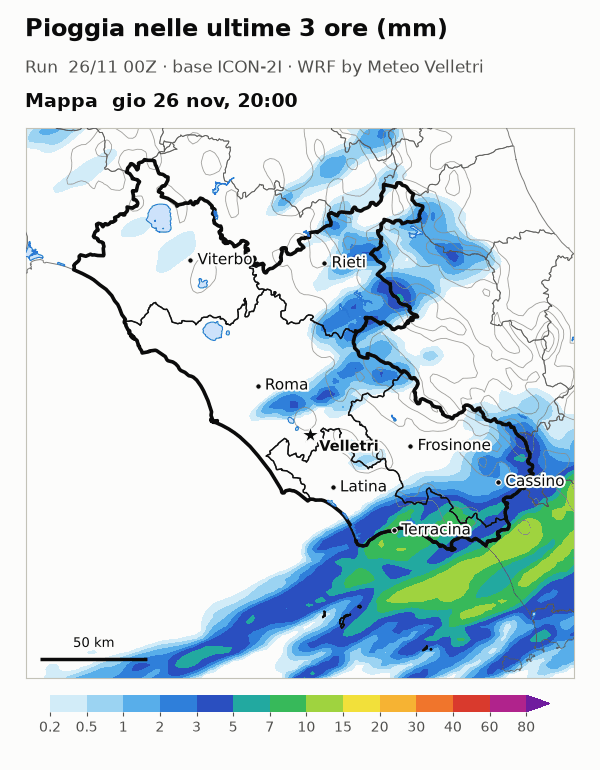 Pioggia nelle ultime 3 ore (mm)
Run  26/11 00Z · base ICON-2I · WRF by Meteo Velletri
Mappa  gio 26 nov, 20:00
Viterbo
Rieti
Roma
Velletri
Frosinone
Cassino
Latina
Terracina
50 km
0.2 0.5 1 2 3 5 7 10 15 20 30 40 60 80